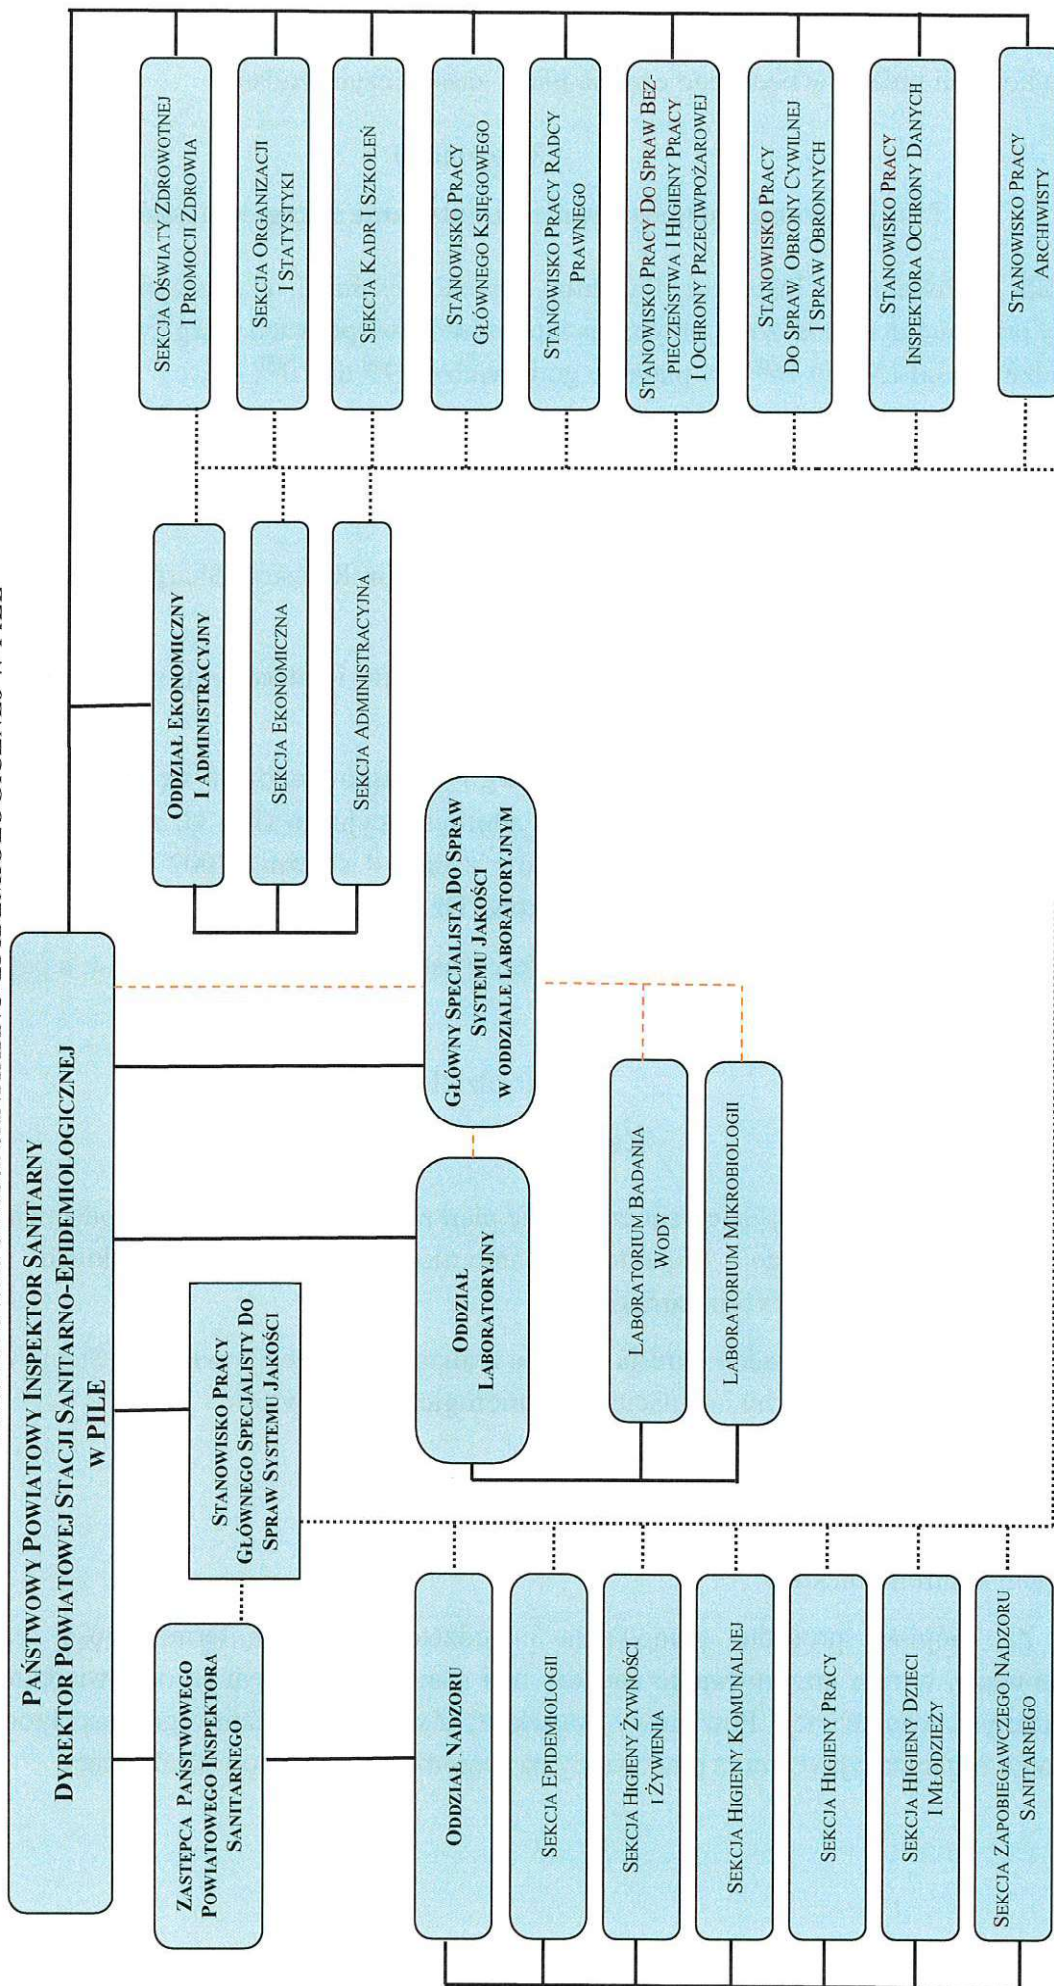 PAŃSTWOWY POWIATOWY INSPEKTOR SANITARNY
DYREKTOR POWIATOWEJ STACJI SANITARNO-EPIDEMIOLOGICZNEJ
W PILE
ZASTĘPCA PAŃSTWOWEGO
POWIATOWEGO INSPEKTORA
SANITARNEGO
STANOWISKO PRACY
GŁÓWNEGO SPECJALISTY DO
SPRAW SYSTEMU JAKOŚCI
ODDZIAŁ NADZORU
SEKCJA EPIDEMIOLOGII
SEKCJA HIGIENY ŻYWNOŚCI
I ŻYWIENIA
SEKCJA HIGIENY KOMUNALNEJ
SEKCJA HIGIENY PRACY
SEKCJA HIGIENY DZIECI
I MŁODZIEŻY
SEKCJA ZAPOBIEGAWCZEGO NADZORU
SANITARNEGO
ODDZIAŁ
LABORATORYJNY
LABORATORIUM BADANIA
WODY
LABORATORIUM MIKROBIOLOGII
GŁÓWNY SPECJALISTA DO SPRAW
SYSTEMU JAKOŚCI
W ODDZIALE LABORATORYJNYM
ODDZIAŁ EKONOMICZNY
I ADMINISTRACYJNY
SEKCJA EKONOMICZNA
SEKCJA ADMINISTRACYJNA
SEKCJA OŚWIATY ZDROWOTNEJ
I PROMOCJI ZDROWIA
SEKCJA ORGANIZACJI
I STATYSTYKI
SEKCJA KADR I SZKOLEŃ
STANOWISKO PRACY
GŁÓWNEGO KSIĘGOWEGO
STANOWISKO PRACY RADCY
PRAWNEGO
STANOWISKO PRACY DO SPRAW BEZ-
PIECZEŃSTWA I HIGIENY PRACY
I OCHRONY PRZECIWPOŻAROWEJ
STANOWISKO PRACY
DO SPRAW OBRONY CYWILNEJ
I SPRAW OBRONNYCH
STANOWISKO PRACY
INSPEKTORA OCHRONY DANYCH
STANOWISKO PRACY
ARCHIWISTY